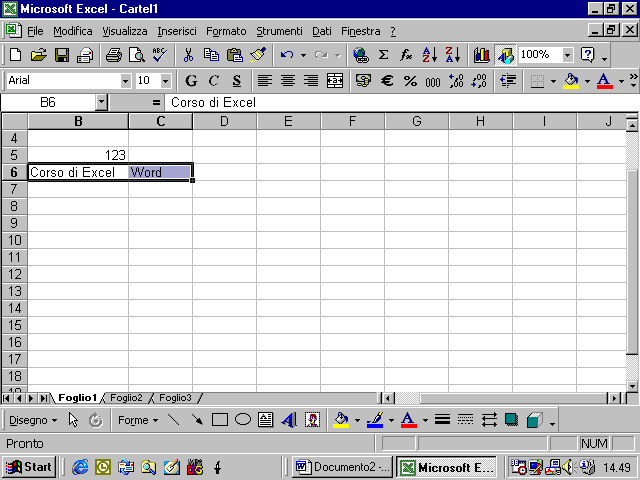 Microsoft Excel - Cartel1
File Modifica Visualizza Inserisci Formato Strumenti Dati Finestra ?
100%
Arial 10 G C S € % 000
B6 = Corso di Excel
B C D E F G H I J
4
5 123
6 Corso di Excel Word
7
8
9
10
11
12
13
14
15
16
17
18
Foglio1 Foglio2 Foglio3
Disegno Forme
Pronto NUM
Start Documento2 -... Microsoft E... 14.49